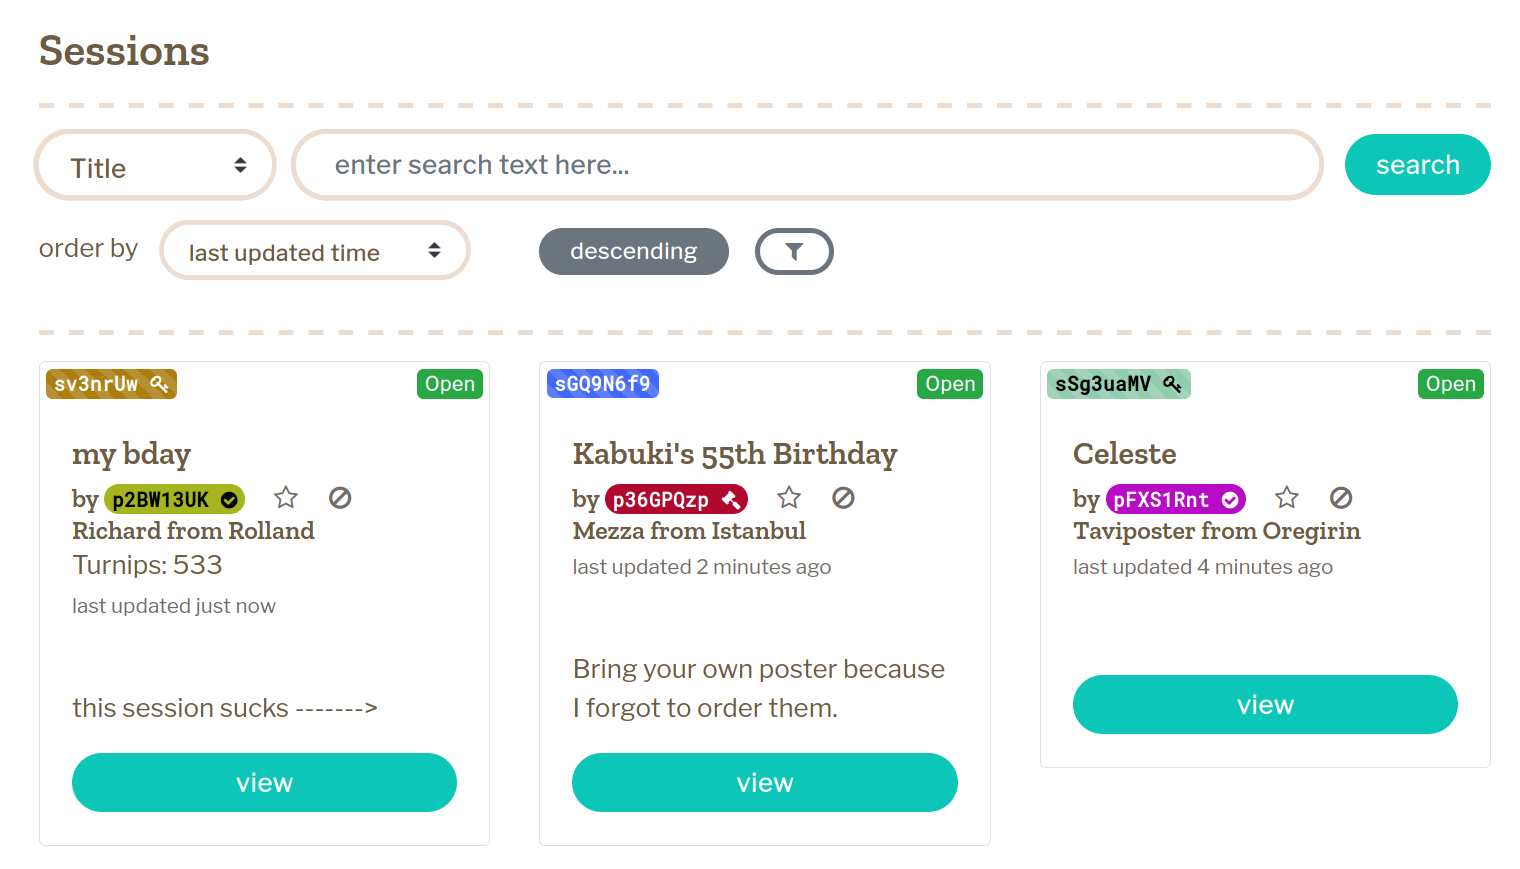 Sessions
Title
enter search text here...
search
order by
last updated time
descending
sv3nrUw
Open
my bday
by p2BW13UK
Richard from Rolland
Turnips: 533
last updated just now
this session sucks ------->
view
sGQ9N6f9
Open
Kabuki's 55th Birthday
by p36GPQzp
Mezza from Istanbul
last updated 2 minutes ago
Bring your own poster because
I forgot to order them.
view
sSg3uaMV
Open
Celeste
by pFXS1Rnt
Taviposter from Oregirin
last updated 4 minutes ago
view